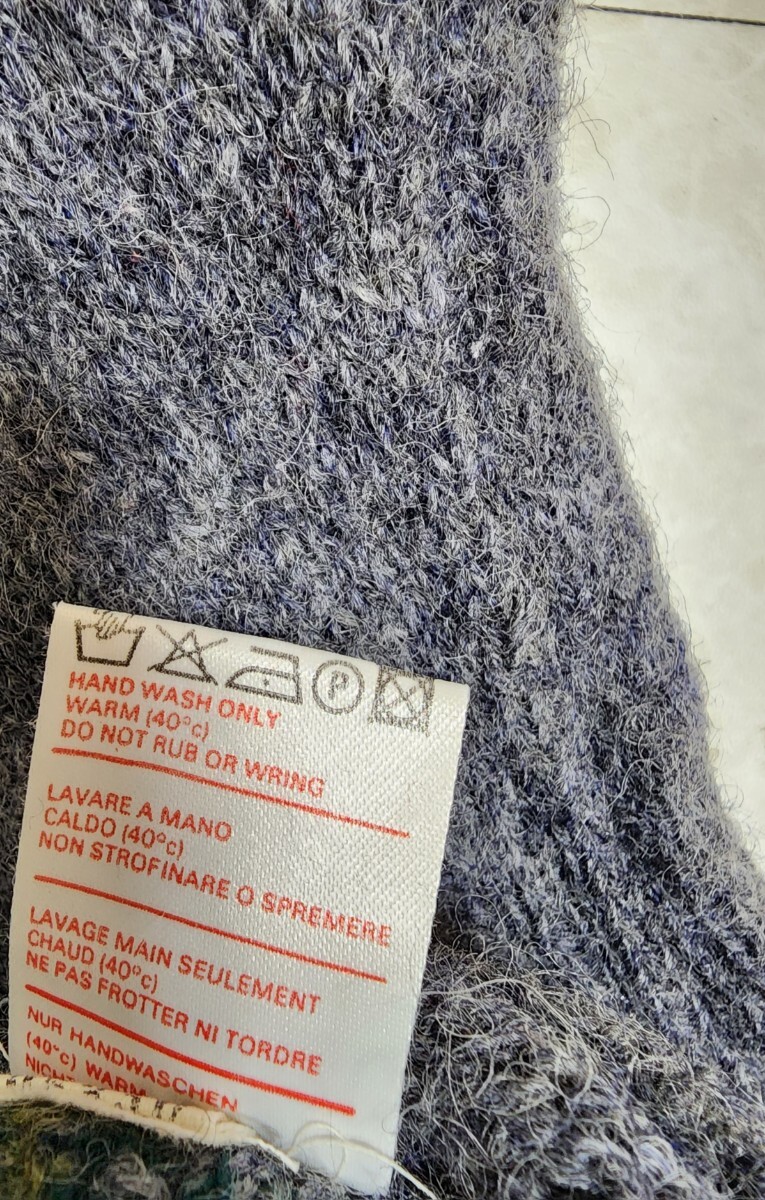 P
HAND WASH ONLY
WARM (40°c)
DO NOT RUB OR WRING
LAVARE A MANO
CALDO (40°c)
NON STROFINARE O SPREMERE
LAVAGE MAIN SEULEMENT
CHAUD (40°c)
NE PAS FROTTER NI TORDRE
NUR HANDWASCHEN
(40°c) WARM